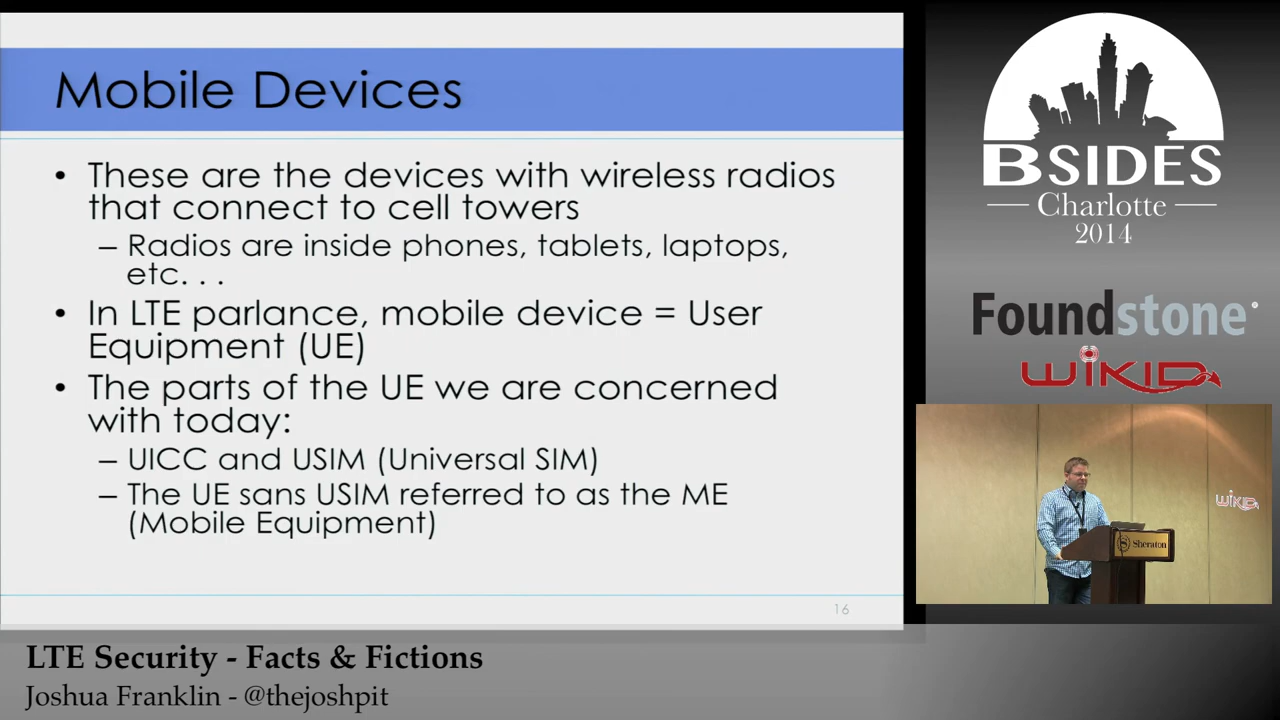 Mobile Devices
• These are the devices with wireless radios
that connect to cell towers
– Radios are inside phones, tablets, laptops,
etc. . .
• In LTE parlance, mobile device = User
Equipment (UE)
• The parts of the UE we are concerned
with today:
– UICC and USIM (Universal SIM)
– The UE sans USIM referred to as the ME
(Mobile Equipment)
16
BSIDES
Charlotte
2014
Foundstone
WiKID
WiKID
Sheraton
LTE Security - Facts & Fictions
Joshua Franklin - @thejoshpit